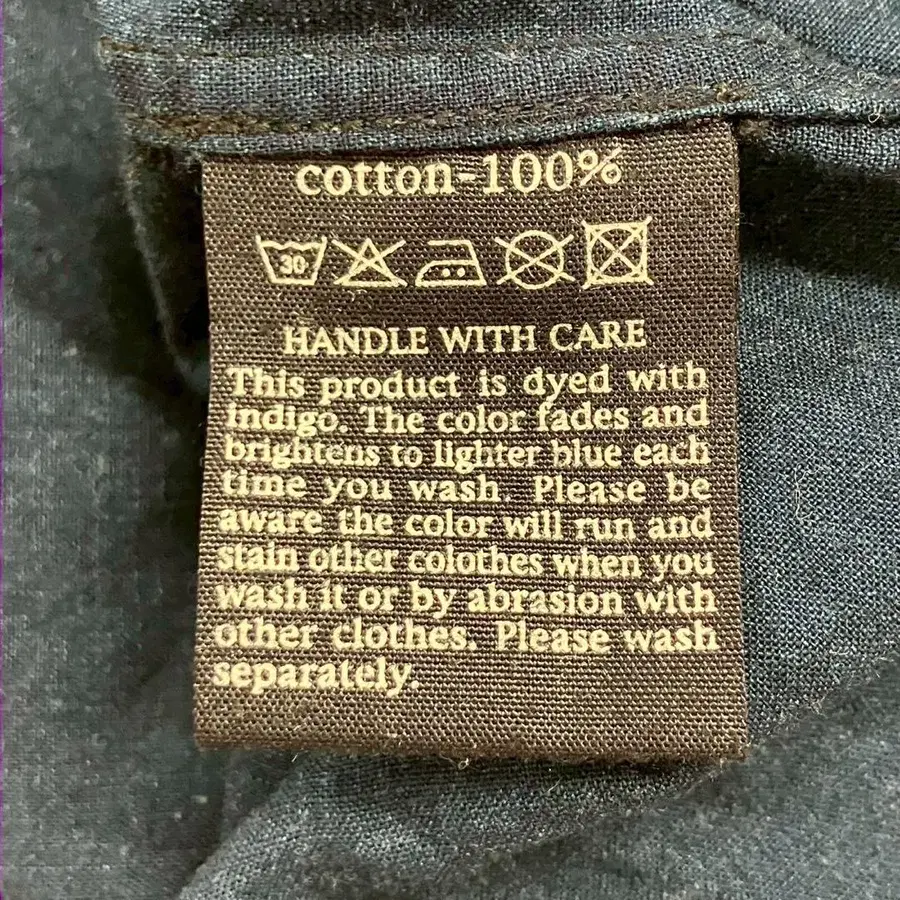 cotton-100%
30
HANDLE WITH CARE
This product is dyed with
indigo. The color fades and
brightens to lighter blue each
time you wash. Please be
aware the color will run and
stain other colothes when you
wash it or by abrasion with
other clothes. Please wash
separately.